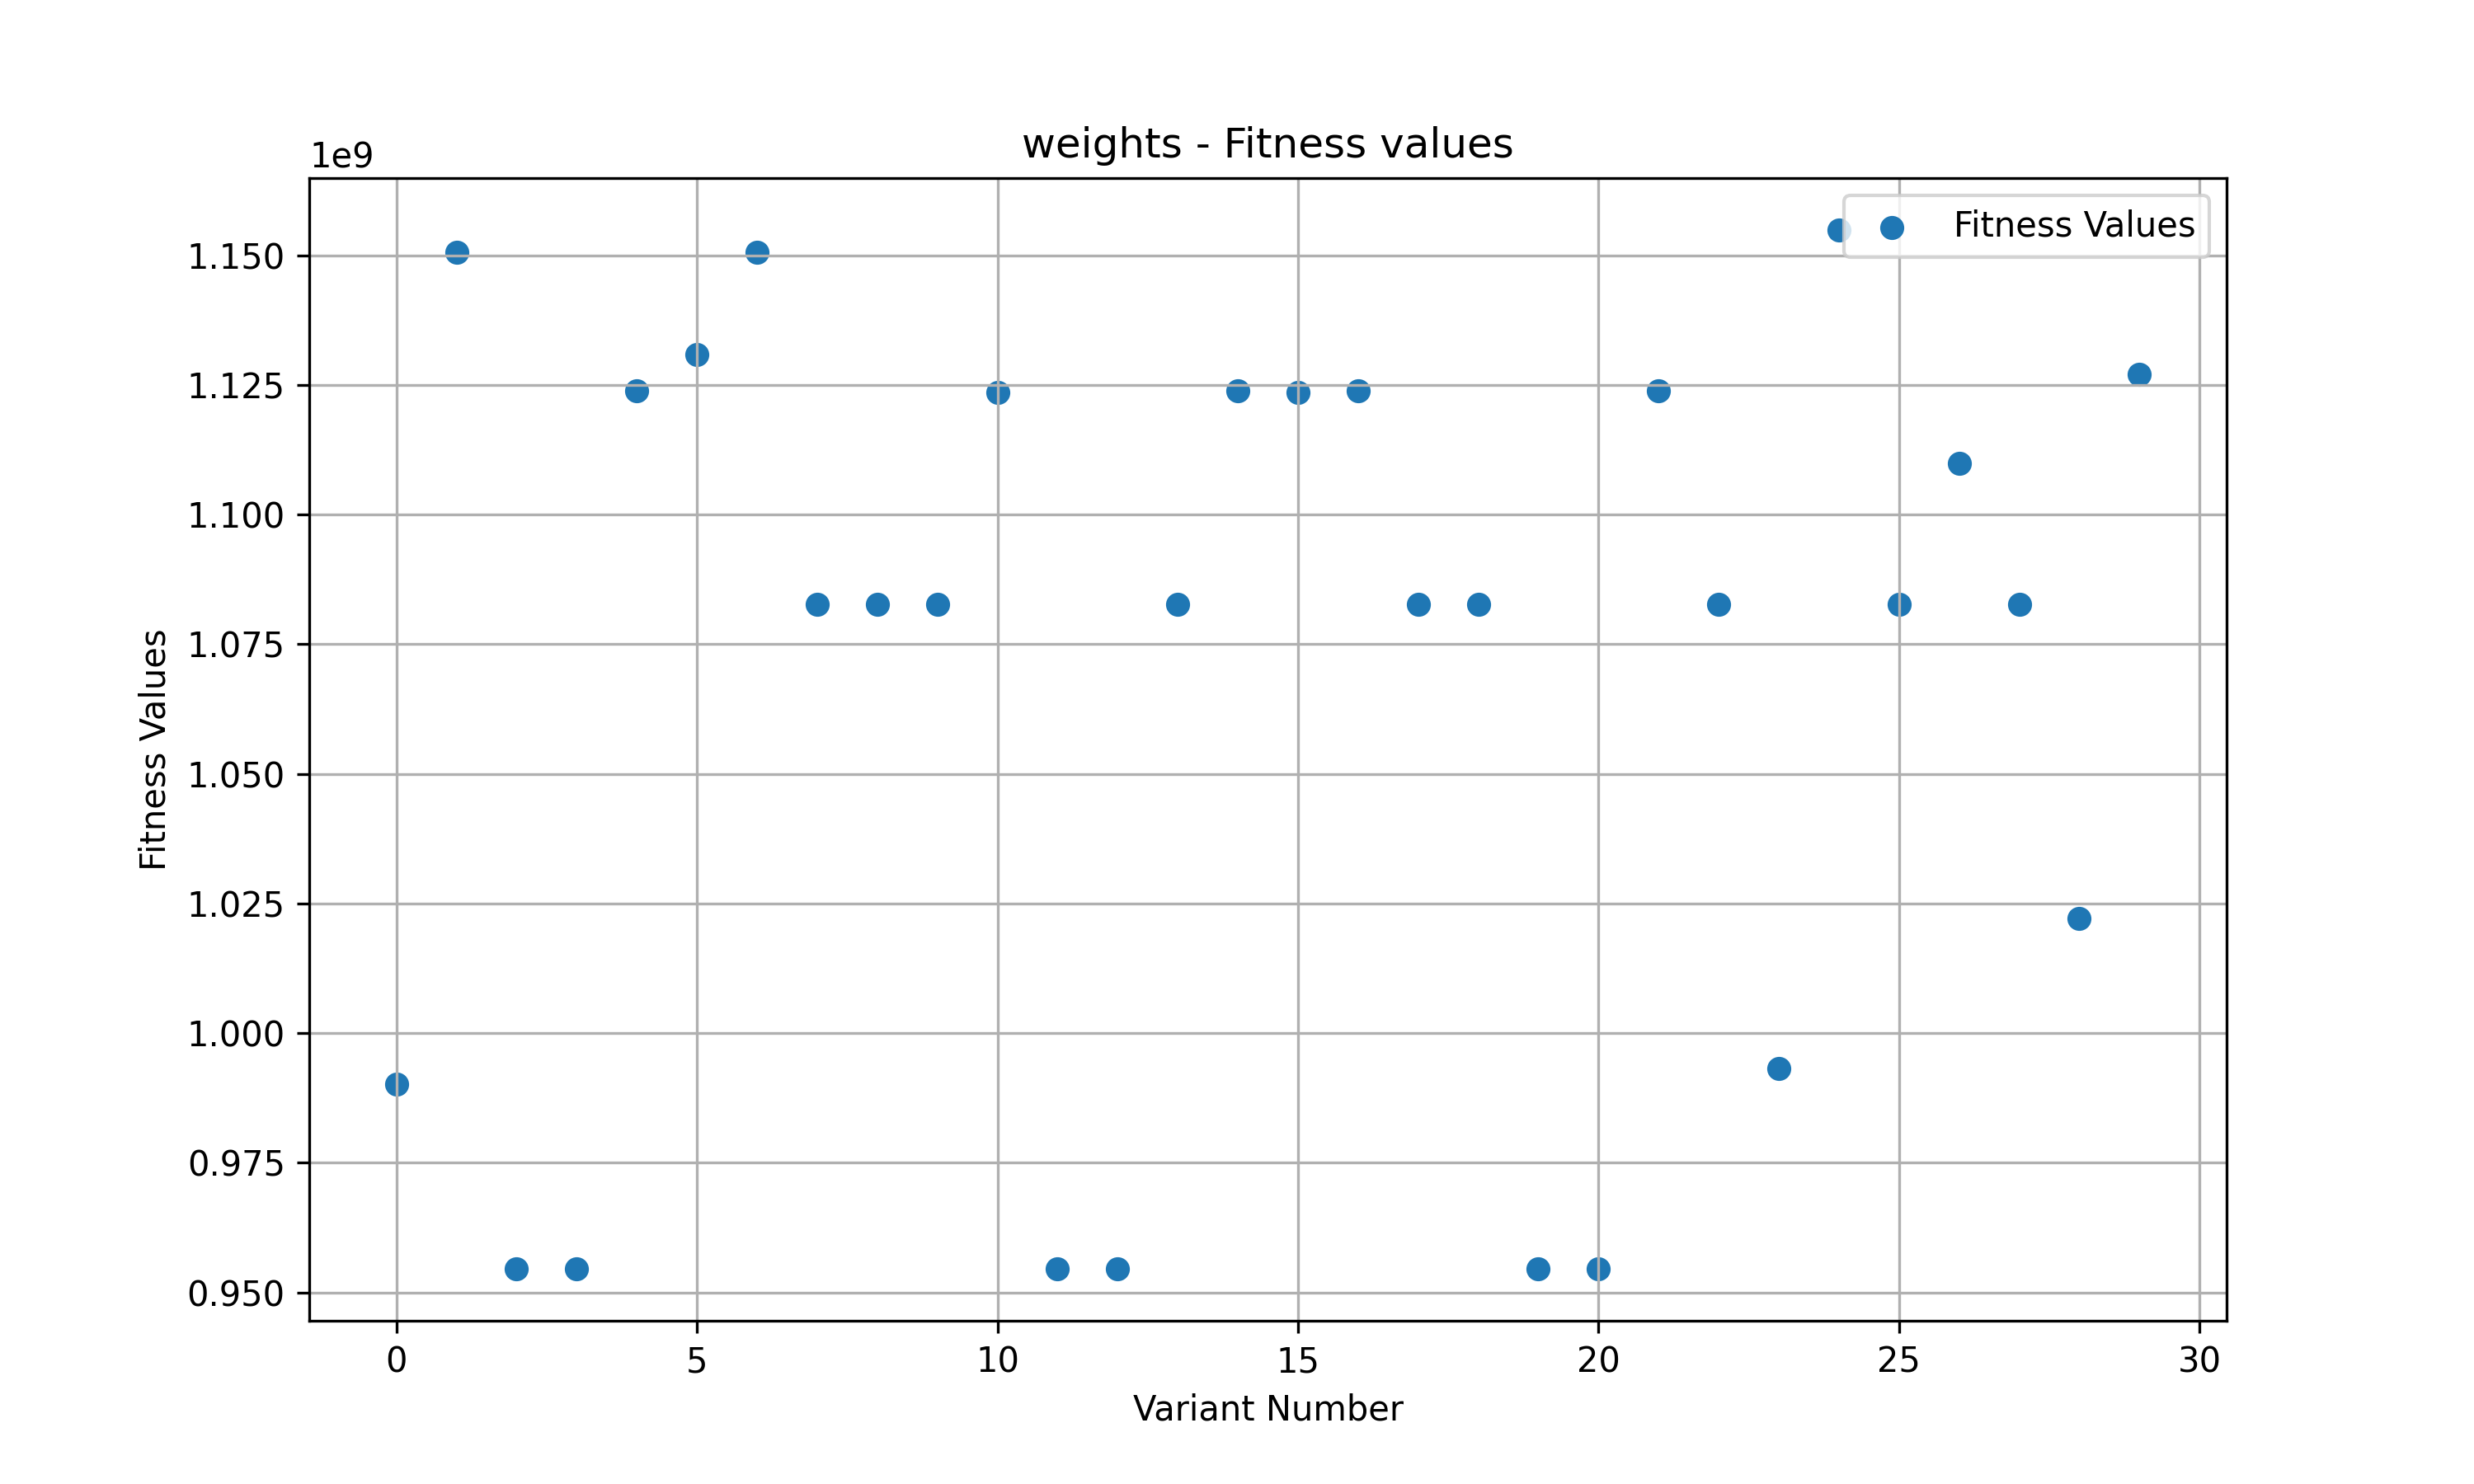 weights - Fitness values
1e9
Fitness Values
1.150
1.125
1.100
1.075
1.050
1.025
1.000
0.975
0.950
Fitness Values
0 5 10 15 20 25 30
Variant Number